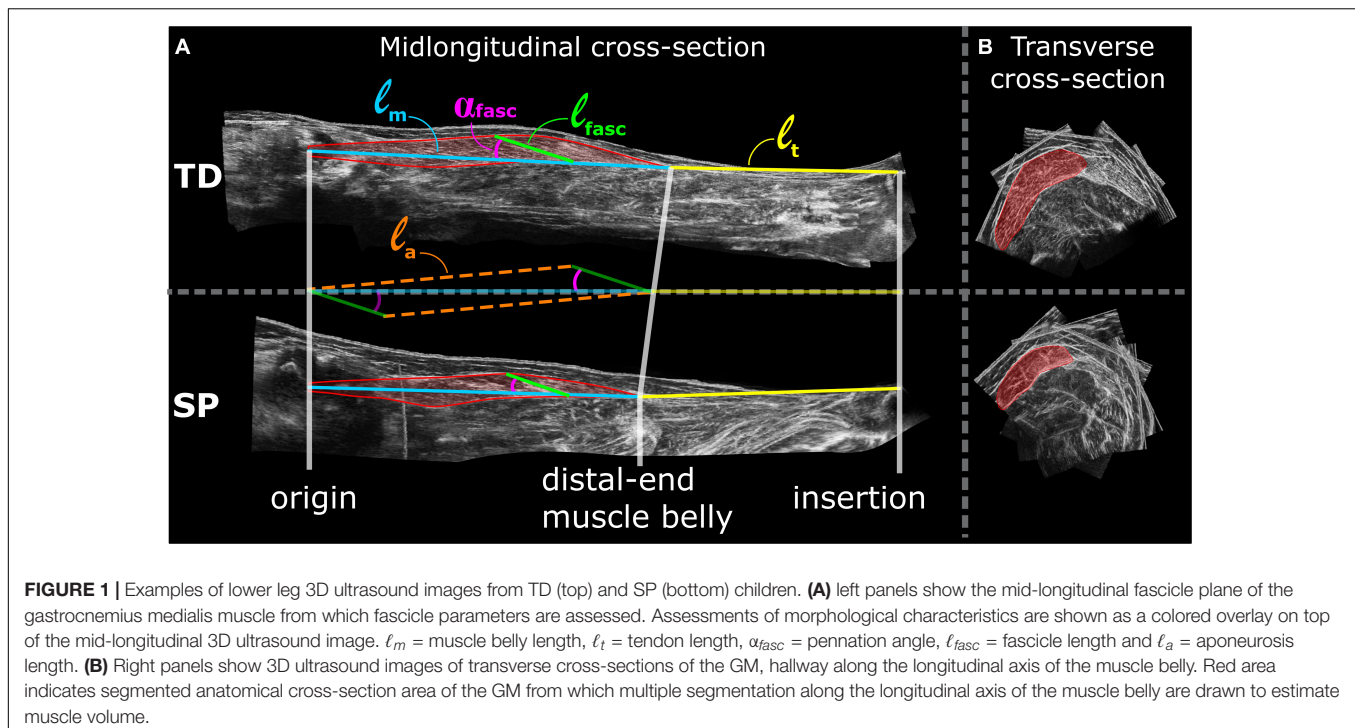 A Midlongitudinal cross-section
B Transverse
cross-section
ℓm
αfasc
ℓfasc
ℓt
TD
ℓa
SP
origin
distal-end
muscle belly
insertion
FIGURE 1 | Examples of lower leg 3D ultrasound images from TD (top) and SP (bottom) children. (A) left panels show the mid-longitudinal fascicle plane of the
gastrocnemius medialis muscle from which fascicle parameters are assessed. Assessments of morphological characteristics are shown as a colored overlay on top
of the mid-longitudinal 3D ultrasound image. ℓm = muscle belly length, ℓt = tendon length, αfasc = pennation angle, ℓfasc = fascicle length and ℓa = aponeurosis
length. (B) Right panels show 3D ultrasound images of transverse cross-sections of the GM, hallway along the longitudinal axis of the muscle belly. Red area
indicates segmented anatomical cross-section area of the GM from which multiple segmentation along the longitudinal axis of the muscle belly are drawn to estimate
muscle volume.